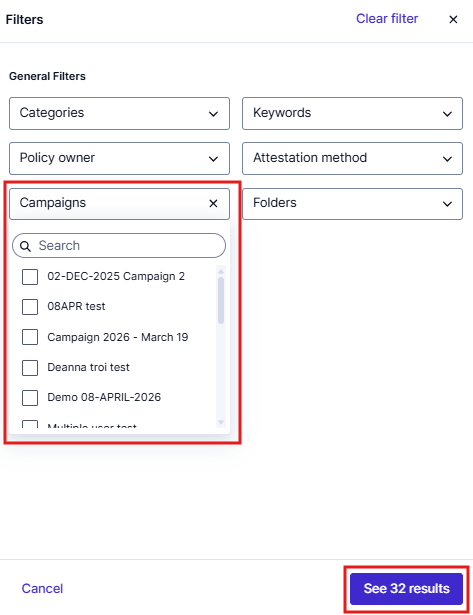 Filters
Clear filter
General Filters
Categories
Keywords
Policy owner
Attestation method
Campaigns
Folders
Search
02-DEC-2025 Campaign 2
08APR test
Campaign 2026 - March 19
Deanna troi test
Demo 08-APRIL-2026
Multiple user test
Cancel
See 32 results